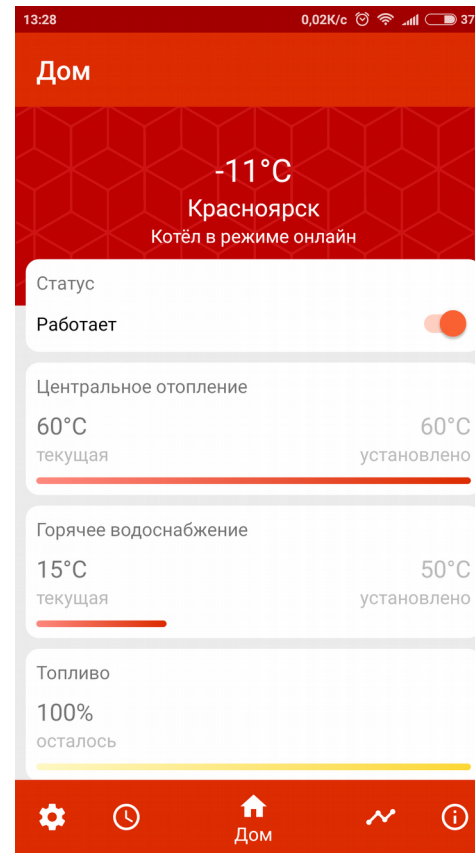 13:28 0,02К/с 37
Дом
-11°C
Красноярск
Котёл в режиме онлайн
Статус
Работает
Центральное отопление
60°C 60°C
текущая установлено
Горячее водоснабжение
15°C 50°C
текущая установлено
Топливо
100%
осталось
Дом